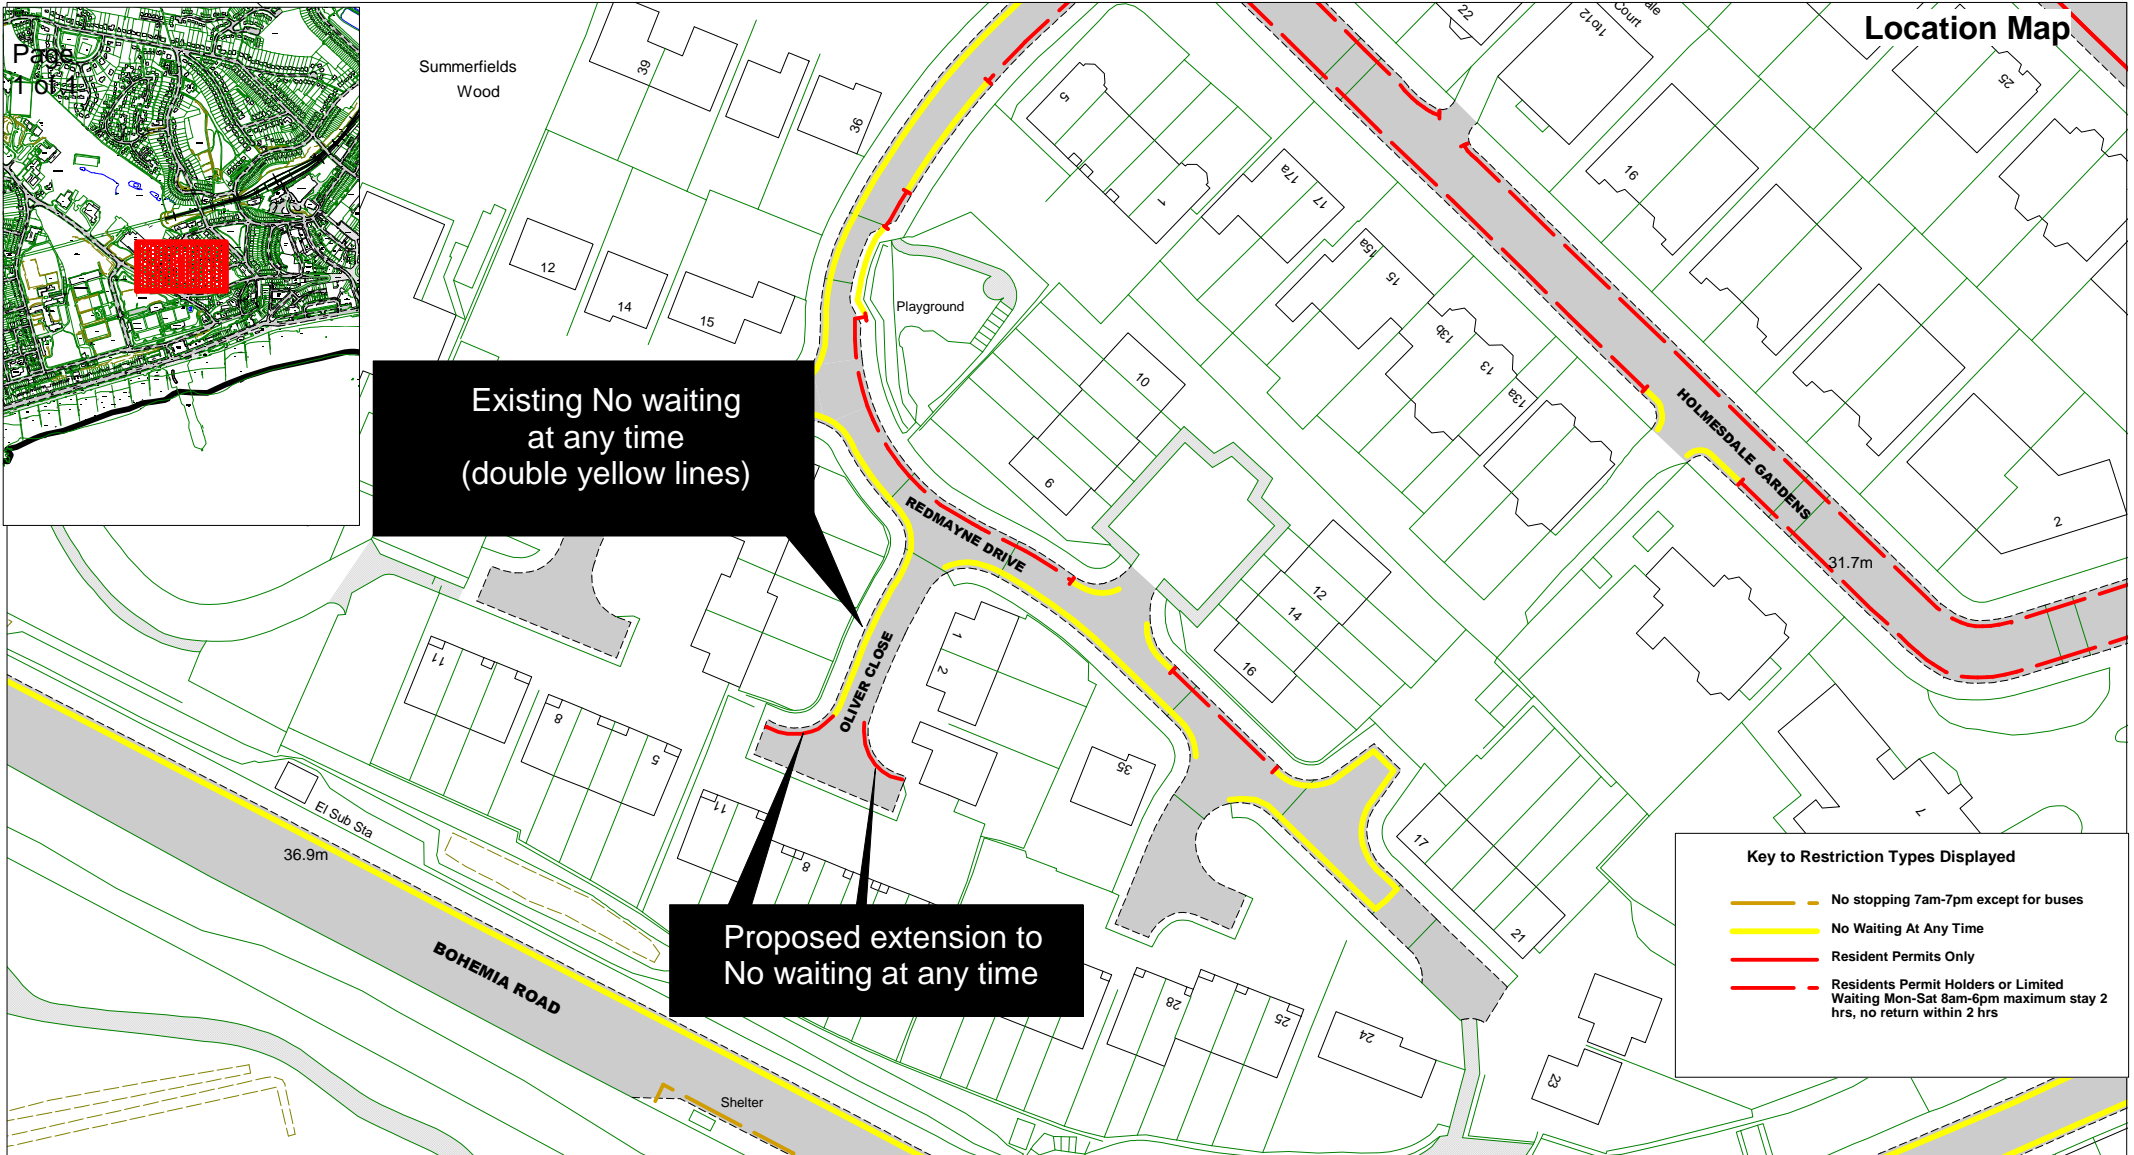 Location Map
Page
1 of 1
Summerfields
Wood
39
36
12
14
15
Playground
5
1
17a
17
15a
15
13b
13
13a
22
1to12
Court
16
25
10
6
12
14
16
2
HOLMESDALE GARDENS
31.7m
Existing No waiting
at any time
(double yellow lines)
REDMAYNE DRIVE
OLIVER CLOSE
1
2
11
8
5
11
8
35
17
21
7
El Sub Sta
36.9m
BOHEMIA ROAD
Proposed extension to
No waiting at any time
28
25
24
23
Shelter
Key to Restriction Types Displayed
No stopping 7am-7pm except for buses
No Waiting At Any Time
Resident Permits Only
Residents Permit Holders or Limited
Waiting Mon-Sat 8am-6pm maximum stay 2
hrs, no return within 2 hrs